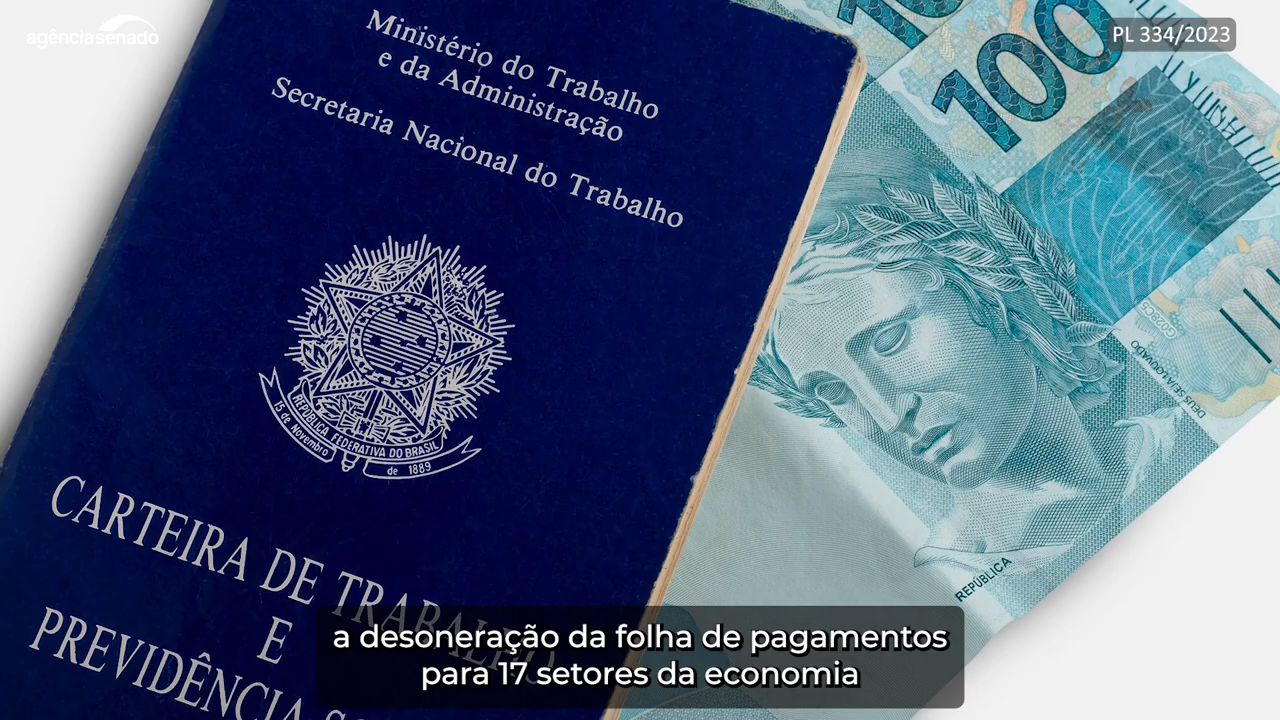 agênciasenado
PL 334/2023
Ministério do Trabalho
e da Administração
Secretaria Nacional do Trabalho
100
REPÚBLICA FEDERATIVA DO BRASIL
15 de Novembro
de 1889
DEUS SEJA LOUVADO
REPÚBLICA
CARTEIRA DE TRABALHO
E
PREVIDÊNCIA
a desoneração da folha de pagamentos
para 17 setores da economia